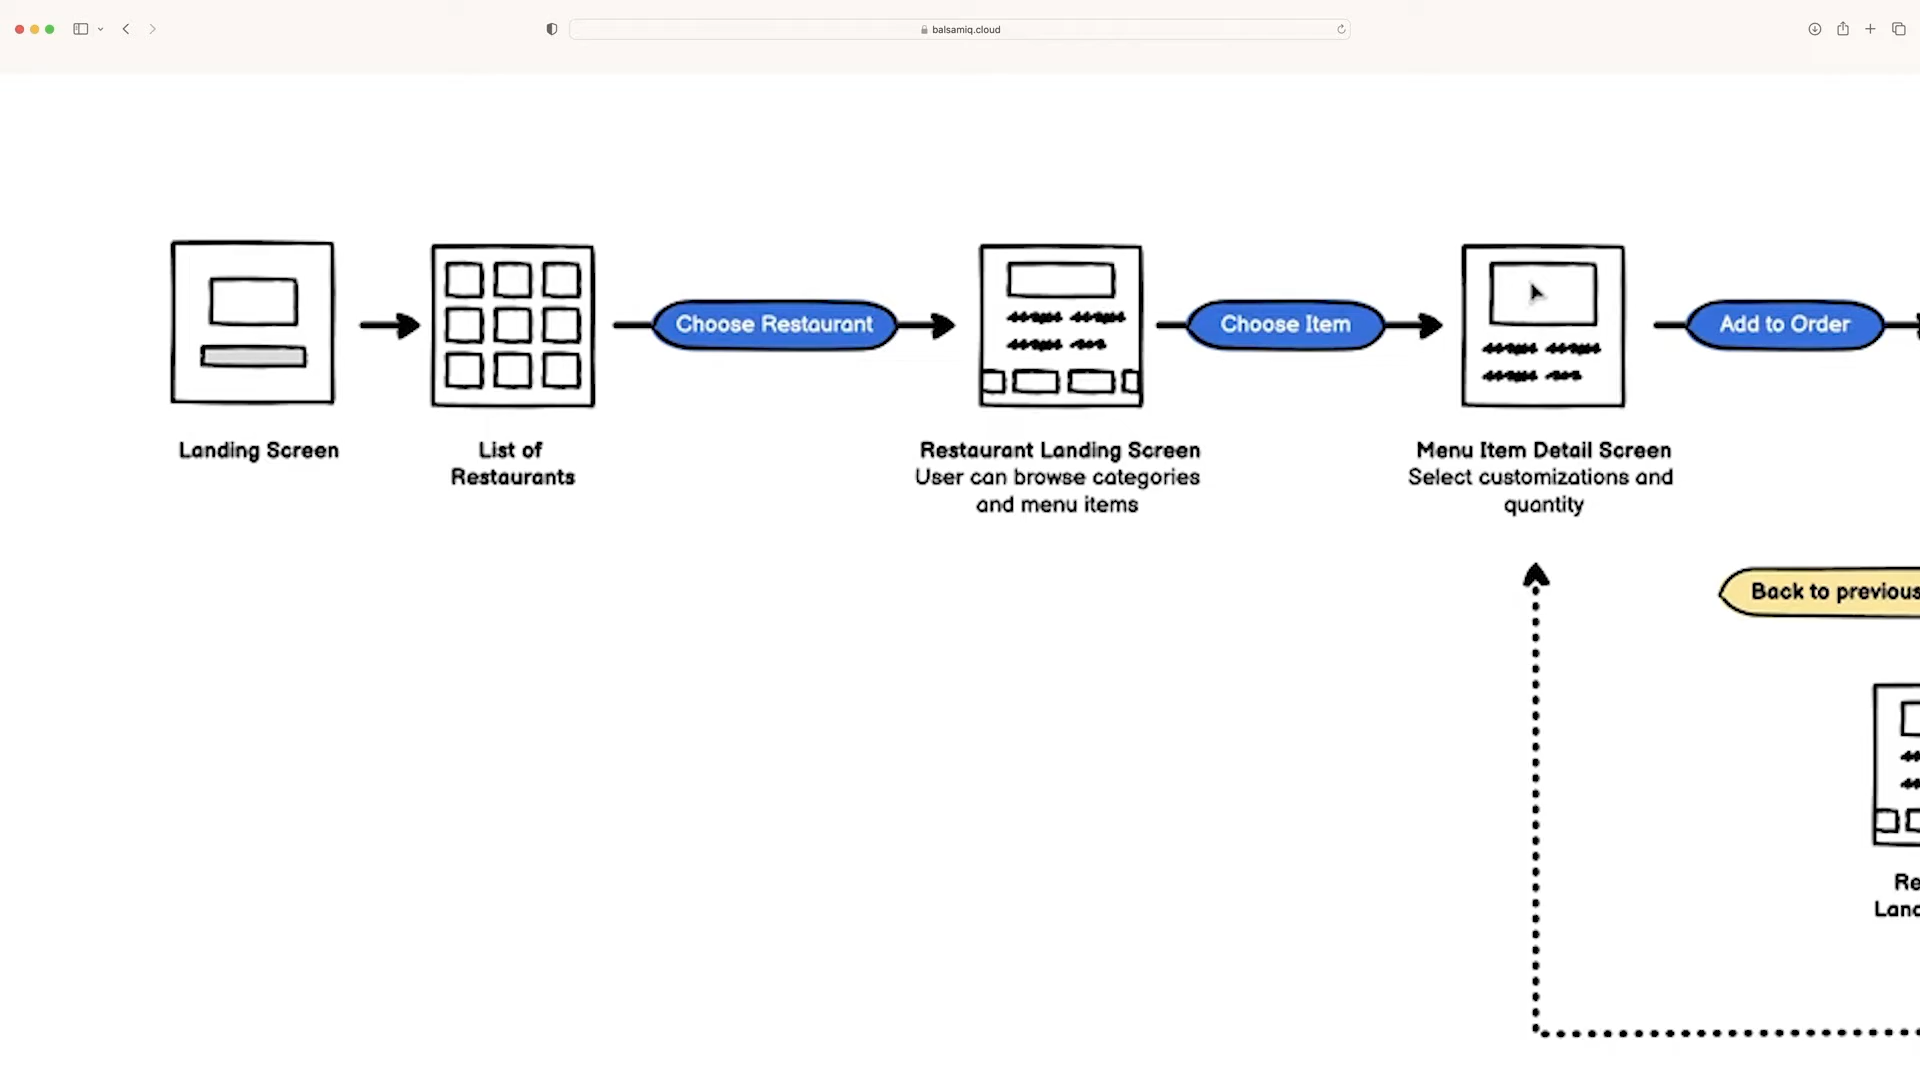 balsamiq.cloud
Choose Restaurant
Choose Item
Add to Order
Landing Screen
List of
Restaurants
Restaurant Landing Screen
User can browse categories
and menu items
Menu Item Detail Screen
Select customizations and
quantity
Back to previous
Re
Land